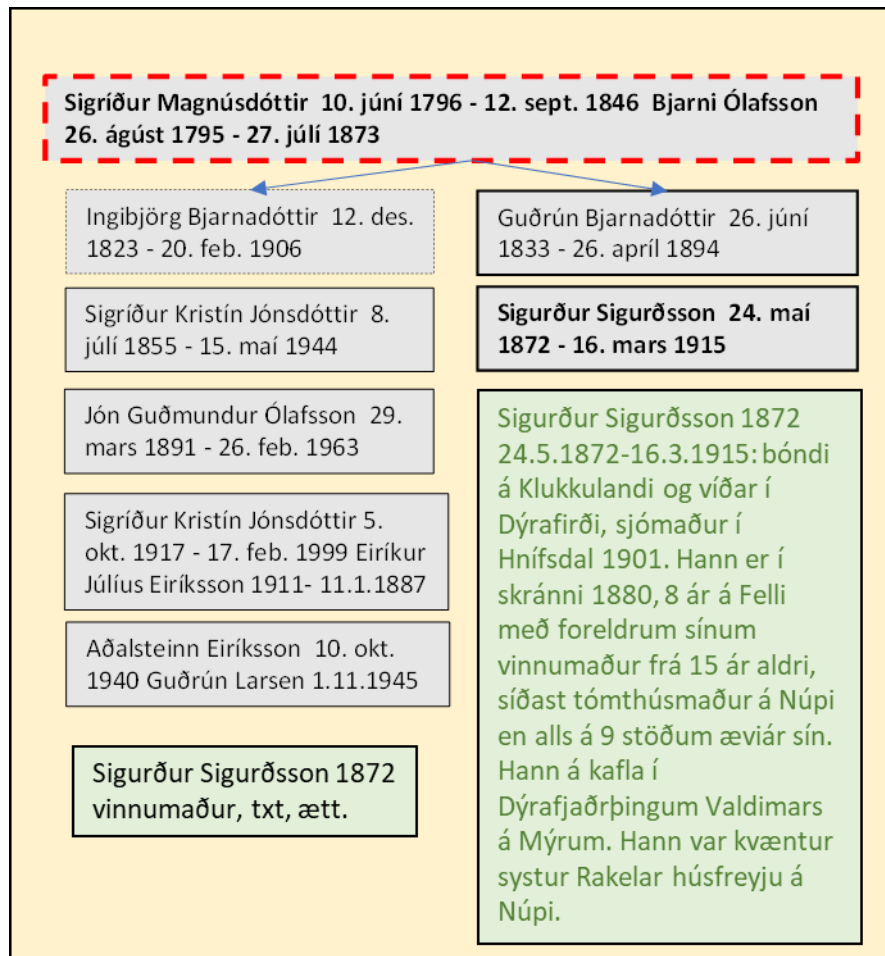 Sigríður Magnúsdóttir  10. júní 1796 - 12. sept. 1846  Bjarni Ólafsson
26. ágúst 1795 - 27. júlí 1873
Ingibjörg Bjarnadóttir  12. des.
1823 - 20. feb. 1906
Sigríður Kristín Jónsdóttir  8.
júlí 1855 - 15. maí 1944
Jón Guðmundur Ólafsson  29.
mars 1891 - 26. feb. 1963
Sigríður Kristín Jónsdóttir 5.
okt. 1917 - 17. feb. 1999 Eiríkur
Júlíus Eiríksson 1911- 11.1.1887
Aðalsteinn Eiríksson  10. okt.
1940 Guðrún Larsen 1.11.1945
Sigurður Sigurðsson 1872
vinnumaður, txt, ætt.
Guðrún Bjarnadóttir  26. júní
1833 - 26. apríl 1894
Sigurður Sigurðsson  24. maí
1872 - 16. mars 1915
Sigurður Sigurðsson 1872
24.5.1872-16.3.1915: bóndi
á Klukkulandi og víðar í
Dýrafirði, sjómaður í
Hnífsdal 1901. Hann er í
skránni 1880, 8 ár á Felli
með foreldrum sínum
vinnumaður frá 15 ár aldri,
síðast tómthúsmaður á Núpi
en alls á 9 stöðum æviár sín.
Hann á kafla í
Dýrafjaðrþingum Valdimars
á Mýrum. Hann var kvæntur
systur Rakelar húsfreyju á
Núpi.